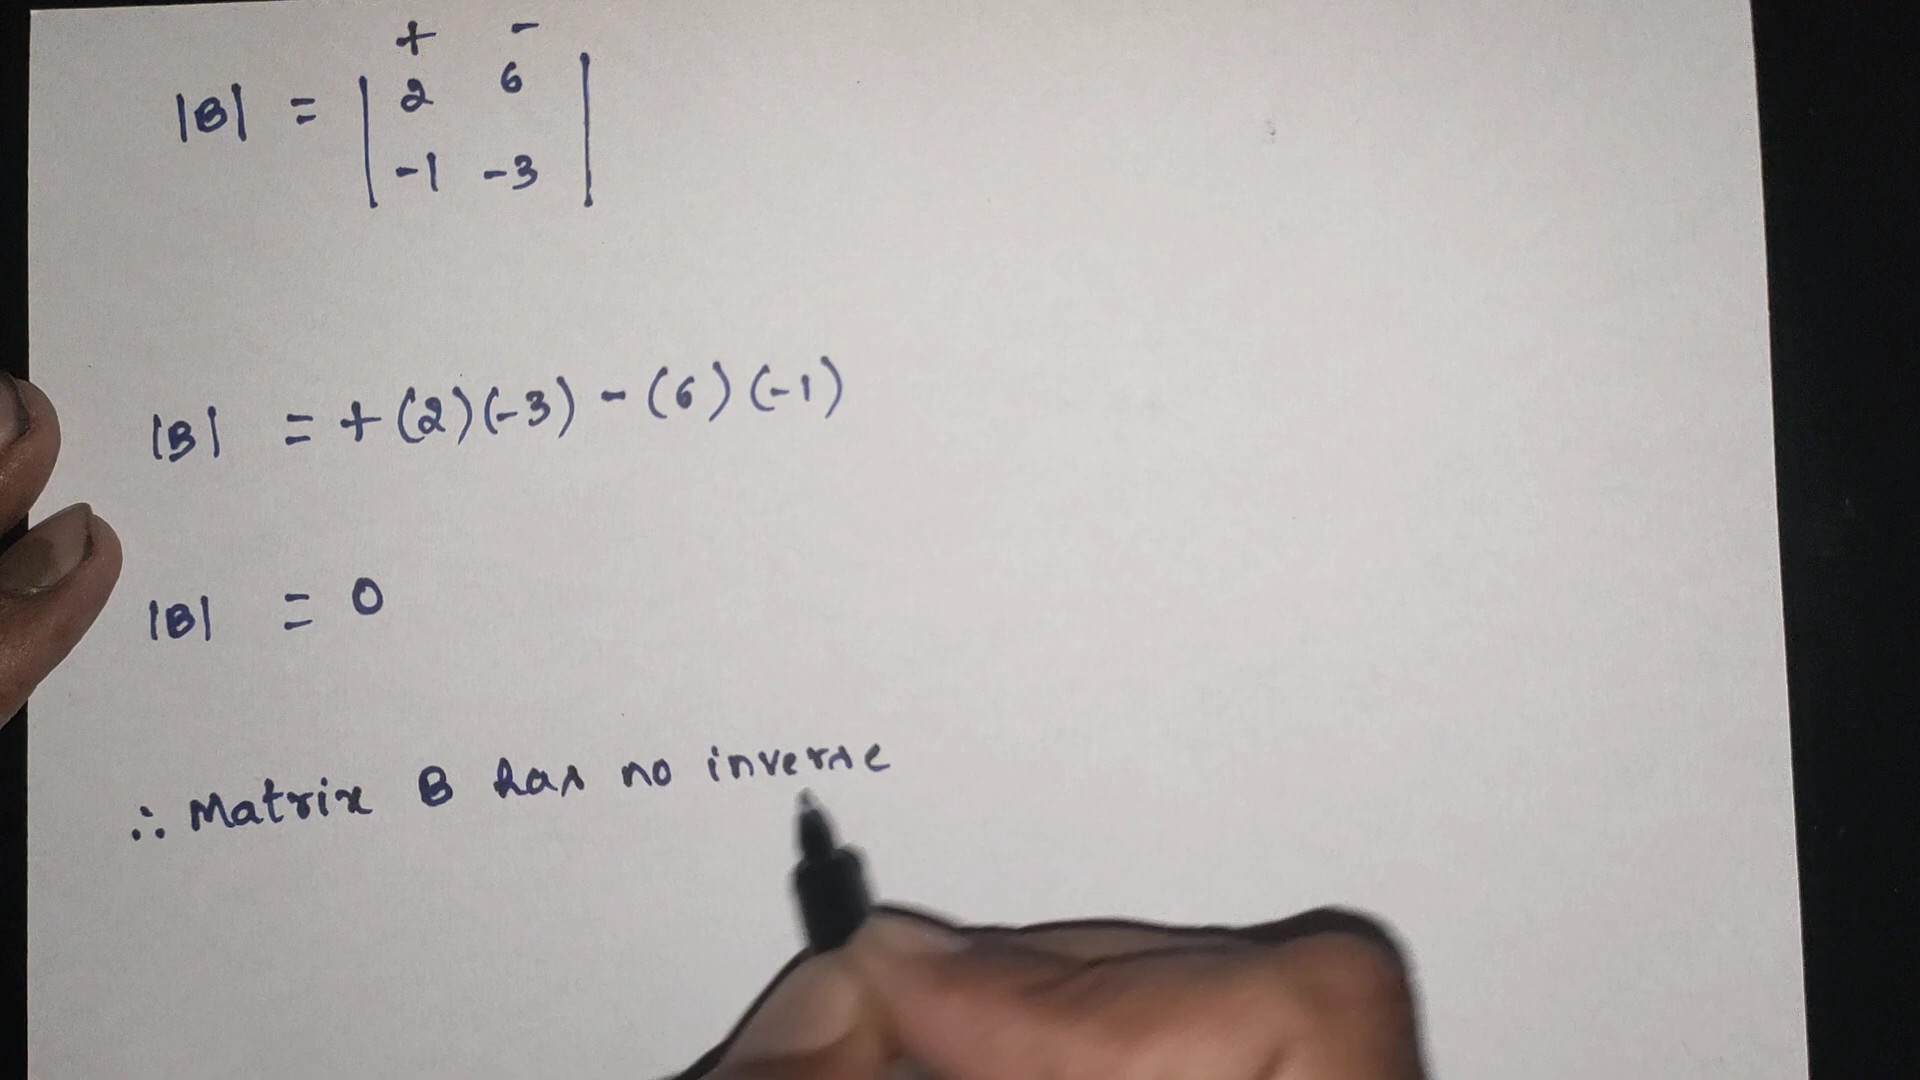 + -
|B| = | 2 6 |
| -1 -3 |
|B| = +(2)(-3) - (6)(-1)
|B| = 0
∴ Matrix B has no inverse